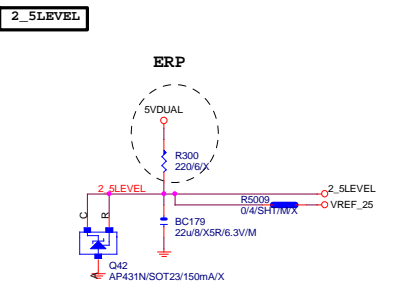 2_5LEVEL
ERP
5VDUAL
R300
220/6/X
2_5LEVEL
2_5LEVEL
R5009
0/4/SHT/M/X
VREF_25
C
R
BC179
22u/8/X5R/6.3V/M
A
Q42
AP431N/SOT23/150mA/X